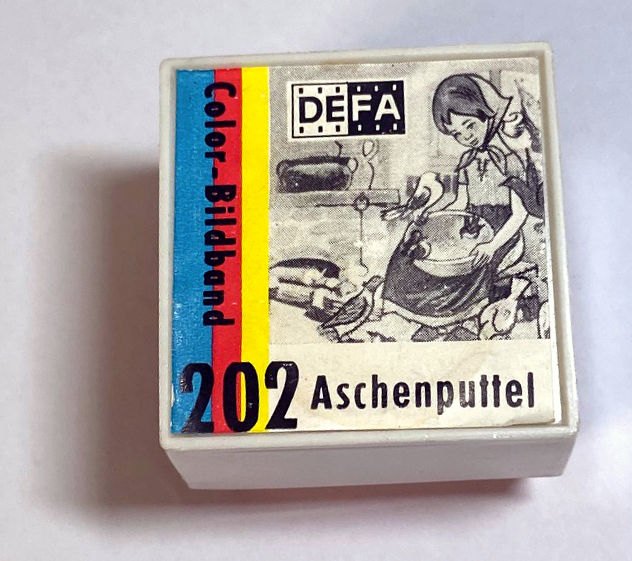 DEFA
Color-Bildband
202 Aschenputtel